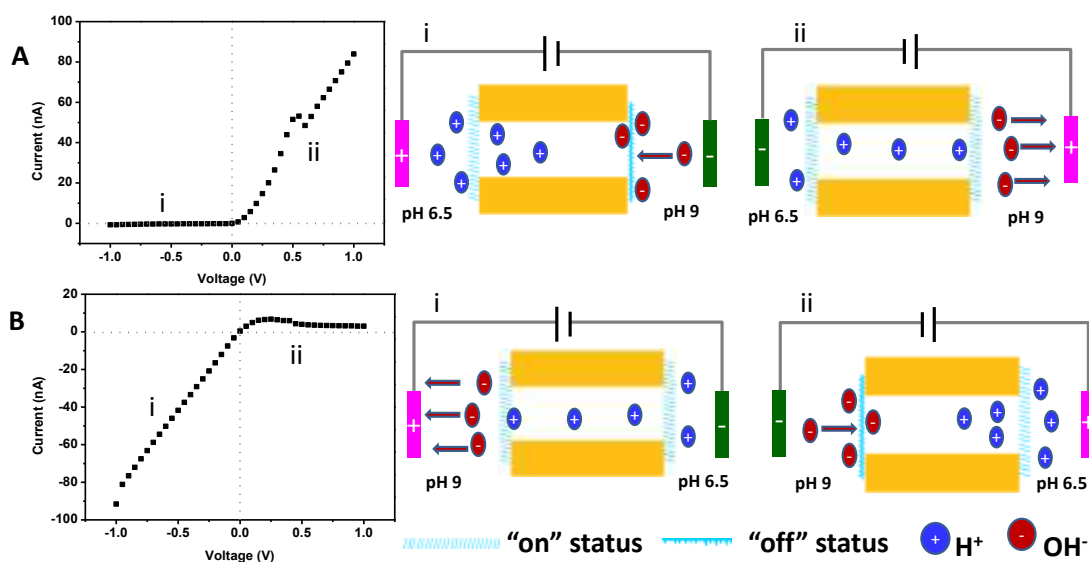 A
100
80
60
40
20
0
Current (nA)
i
ii
-1.0 -0.5 0.0 0.5 1.0
Voltage (V)
i
+ + + + + + +
- - - - -
pH 6.5
pH 9
ii
- + + + +
- - - +
pH 6.5
pH 9
B
20
0
-20
-40
-60
-80
-100
Current (nA)
i
ii
-1.0 -0.5 0.0 0.5 1.0
Voltage (V)
i
+ - - -
+ + + + + -
pH 9
pH 6.5
ii
- - - - -
+ + + + + + + +
pH 9
pH 6.5
"on" status
"off" status
+ H⁺
- OH⁻